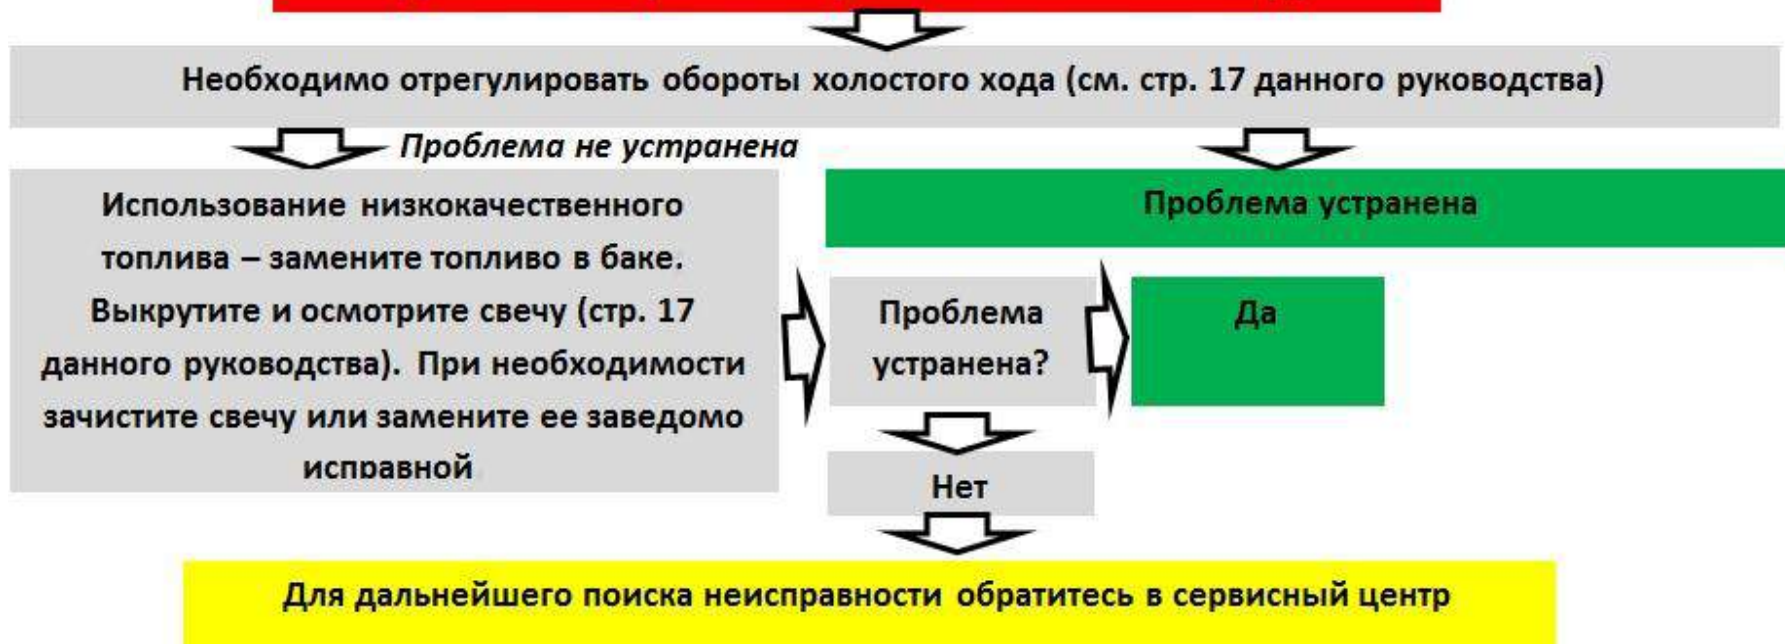 Необходимо отрегулировать обороты холостого хода (см. стр. 17 данного руководства)
Проблема не устранена
Использование низкокачественного
топлива – замените топливо в баке.
Выкрутите и осмотрите свечу (стр. 17
данного руководства). При необходимости
зачистите свечу или замените ее заведомо
исправной
Проблема устранена
Проблема
устранена?
Да
Нет
Для дальнейшего поиска неисправности обратитесь в сервисный центр